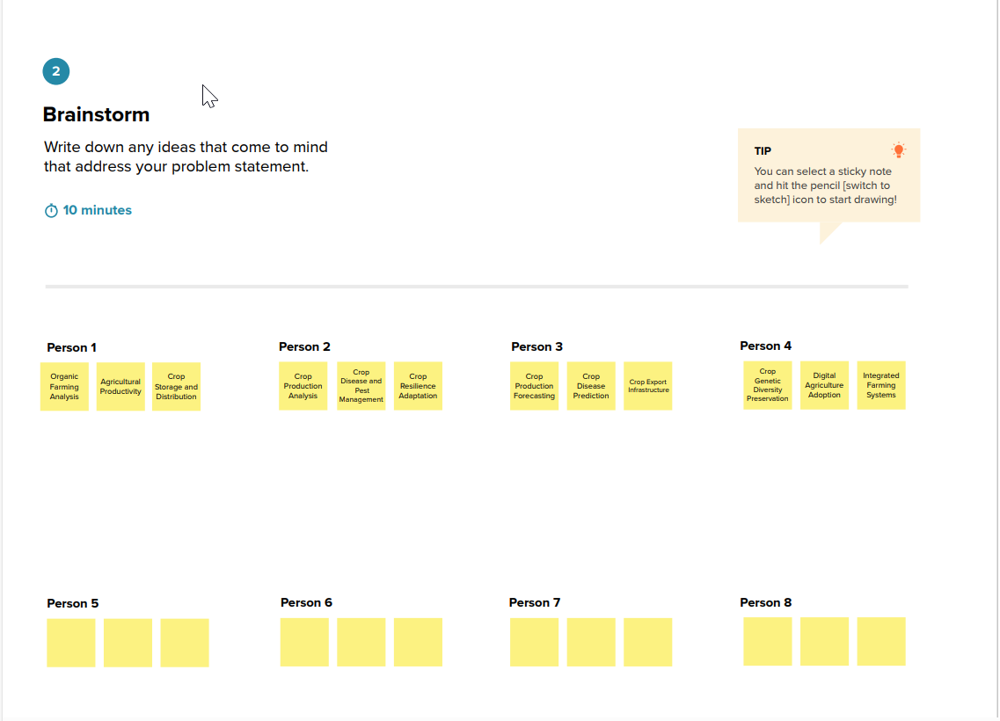 2
Brainstorm
Write down any ideas that come to mind
that address your problem statement.
10 minutes
TIP
You can select a sticky note
and hit the pencil [switch to
sketch] icon to start drawing!
Person 1
Organic
Farming
Analysis
Agricultural
Productivity
Crop
Storage and
Distribution
Person 2
Crop
Production
Analysis
Crop
Disease and
Pest
Management
Crop
Resilience
Adaptation
Person 3
Crop
Production
Forecasting
Crop
Disease
Prediction
Crop Export
Infrastructure
Person 4
Crop
Genetic
Diversity
Preservation
Digital
Agriculture
Adoption
Integrated
Farming
Systems
Person 5
Person 6
Person 7
Person 8